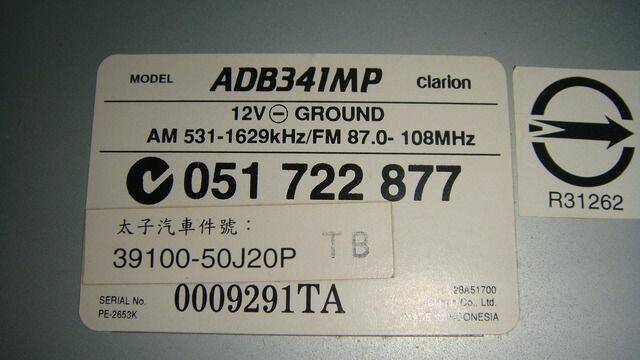 MODEL ADB341MP Clarion
12V ⊖ GROUND
AM 531-1629kHz/FM 87.0- 108MHz
051 722 877
R31262
太子汽車件號：
39100-50J20P TB
28A51700
SERIAL No. 0009291TA Co., Ltd.
PE-2653K